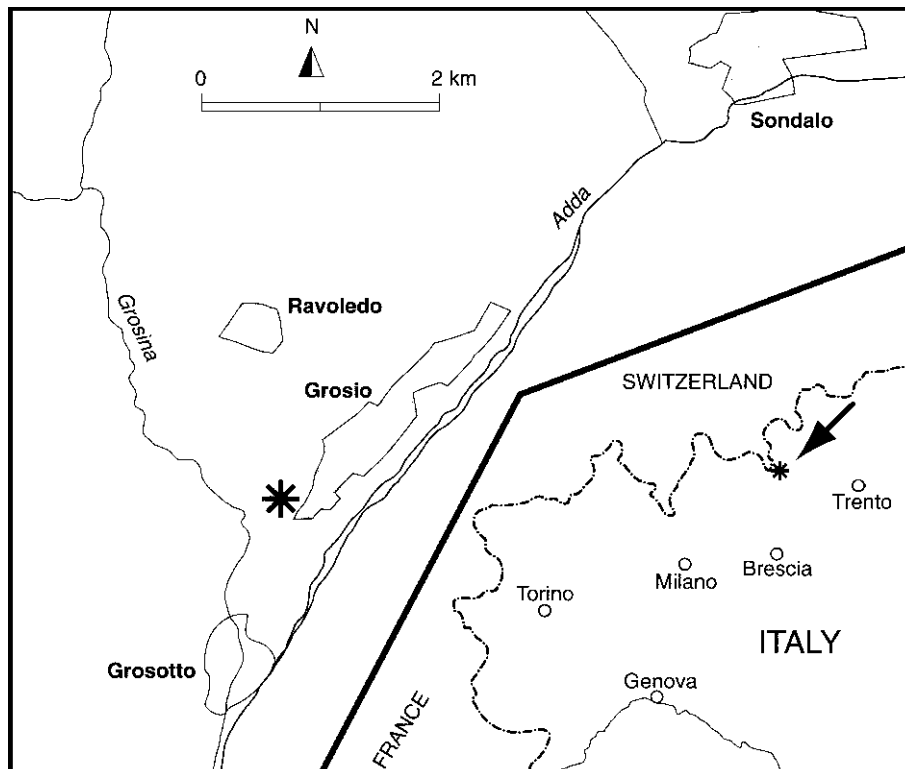 N
0
2 km
Sondalo
Adda
Grosina
Ravoledo
Grosio
Grosotto
SWITZERLAND
Trento
Brescia
Milano
Torino
ITALY
Genova
FRANCE